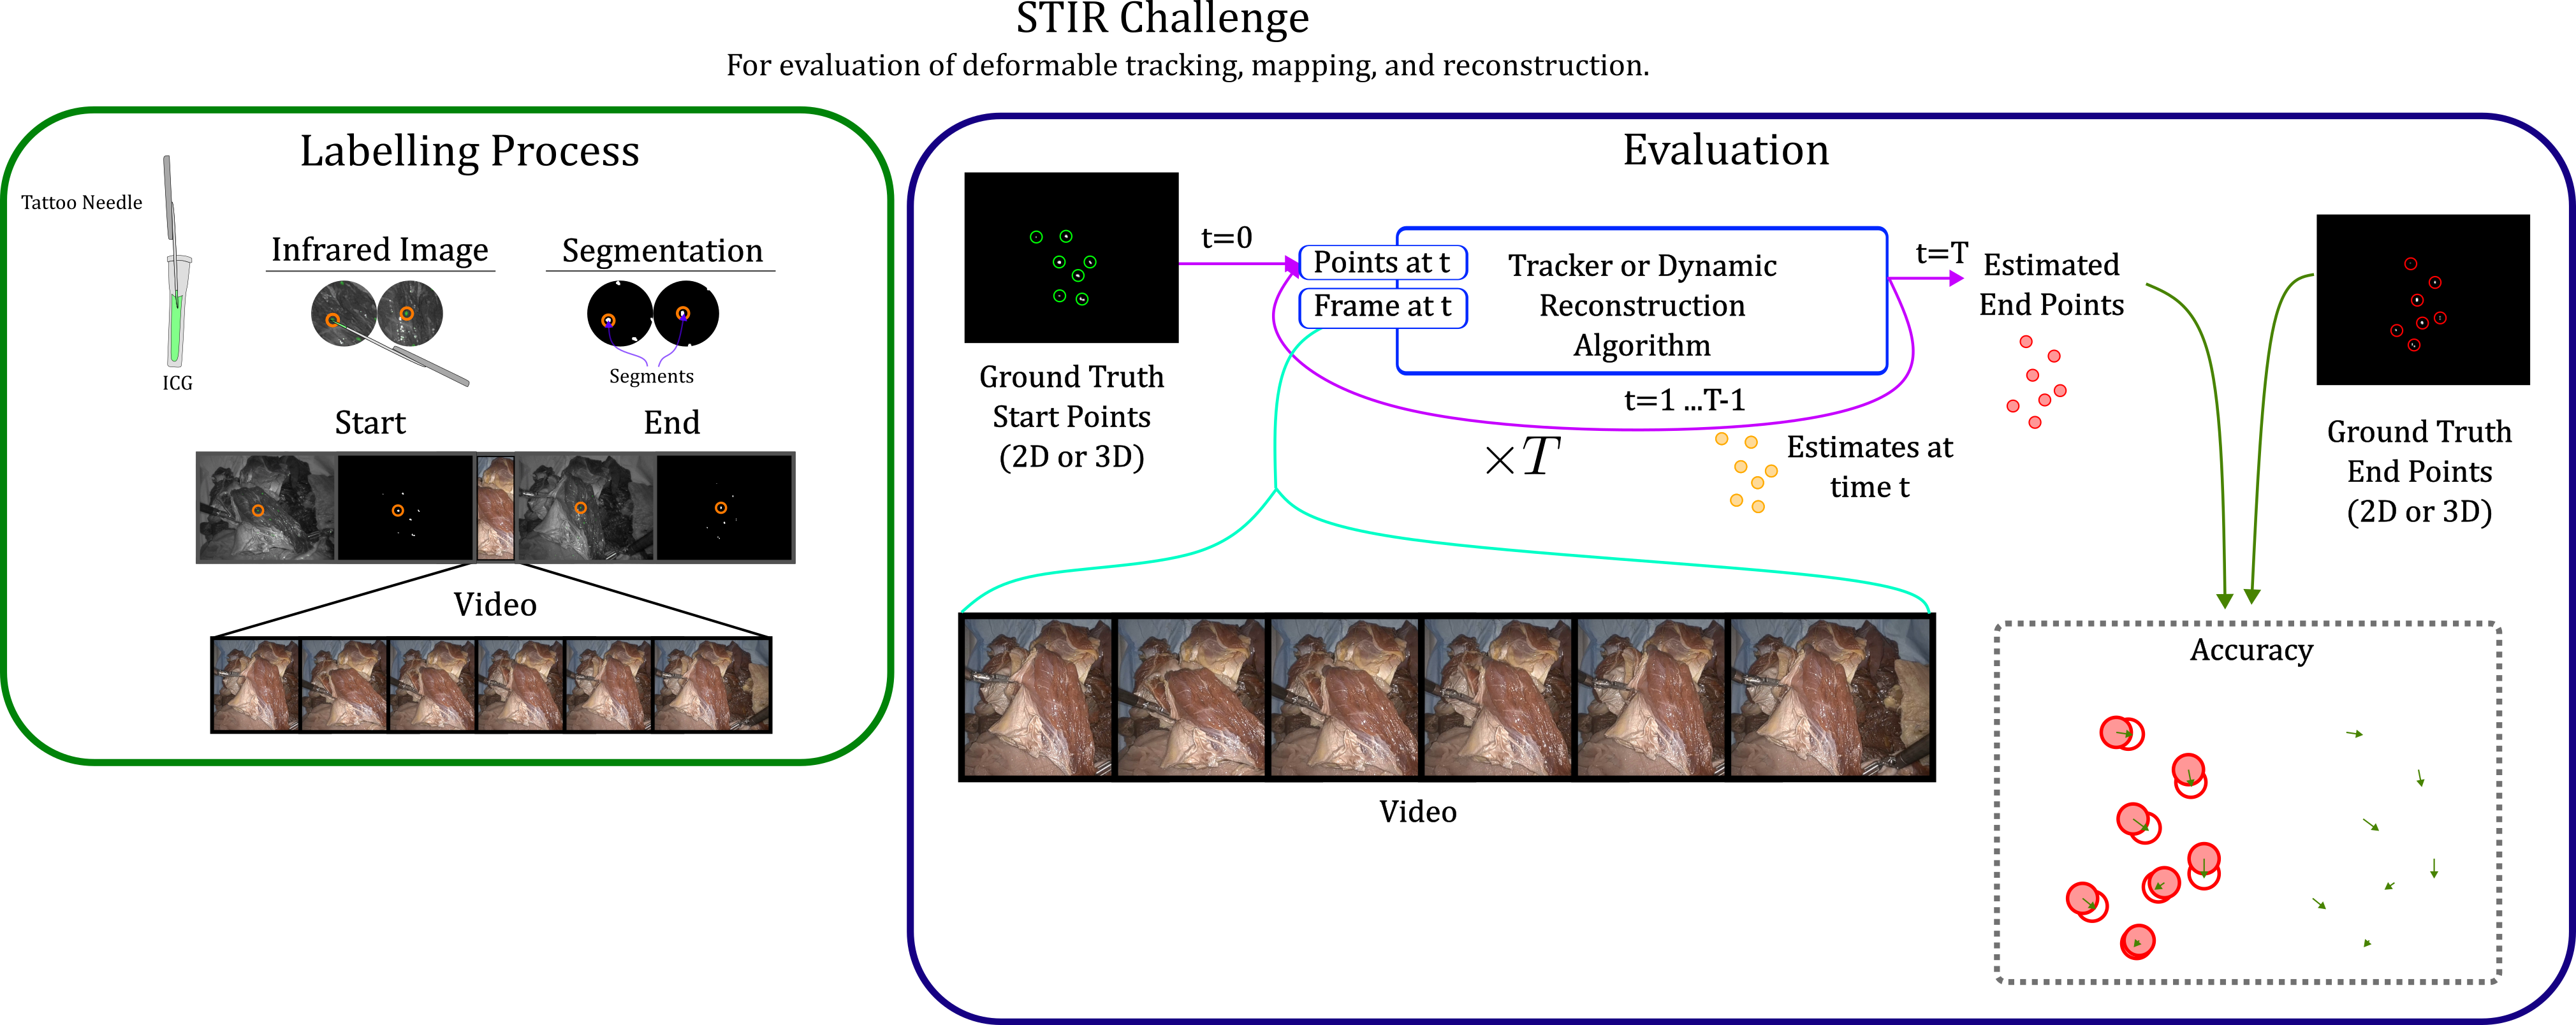 STIR Challenge
For evaluation of deformable tracking, mapping, and reconstruction.
Labelling Process
Tattoo Needle
ICG
Infrared Image
Segmentation
Segments
Start
End
Video
Evaluation
t=0
Points at t
Frame at t
Tracker or Dynamic
Reconstruction
Algorithm
t=T
Estimated
End Points
Ground Truth
Start Points
(2D or 3D)
t=1 ...T-1
×T
Estimates at
time t
Ground Truth
End Points
(2D or 3D)
Video
Accuracy